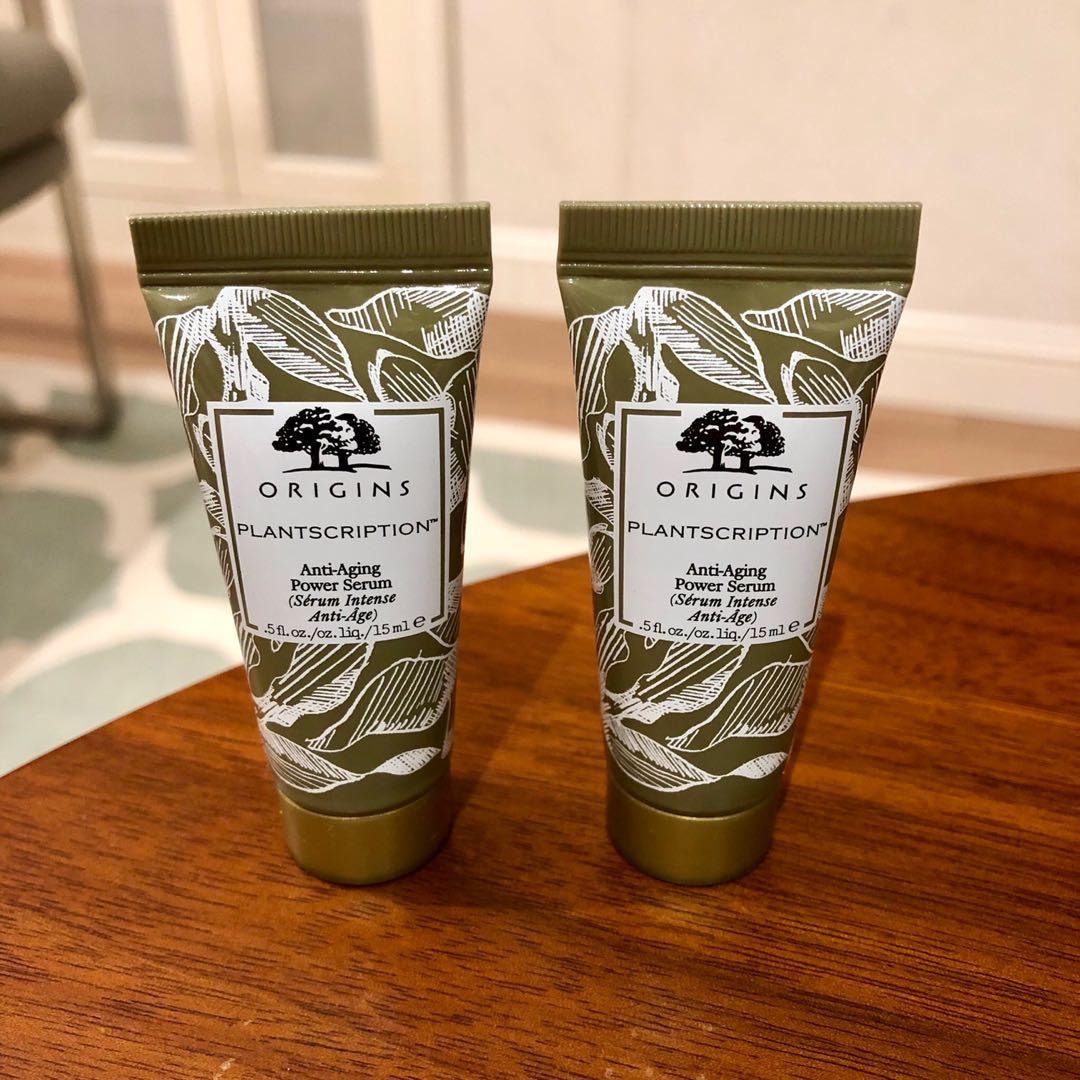 ORIGINS
PLANTSCRIPTION™
Anti-Aging
Power Serum
(Sérum Intense
Anti-Âge)
.5 fl.oz./oz.liq./15 ml ℮
ORIGINS
PLANTSCRIPTION™
Anti-Aging
Power Serum
(Sérum Intense
Anti-Âge)
.5 fl.oz./oz.liq./15 ml ℮